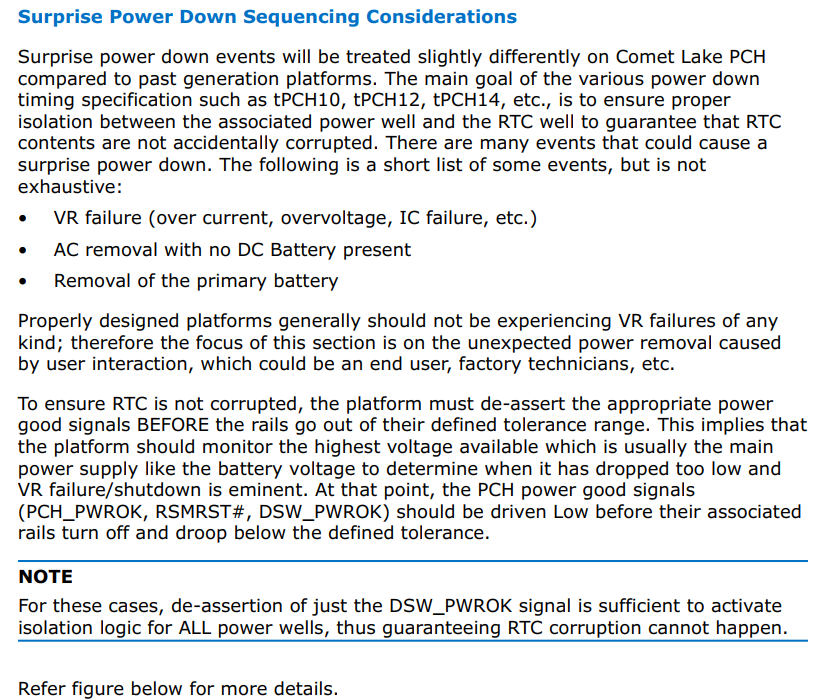 Surprise Power Down Sequencing Considerations
Surprise power down events will be treated slightly differently on Comet Lake PCH
compared to past generation platforms. The main goal of the various power down
timing specification such as tPCH10, tPCH12, tPCH14, etc., is to ensure proper
isolation between the associated power well and the RTC well to guarantee that RTC
contents are not accidentally corrupted. There are many events that could cause a
surprise power down. The following is a short list of some events, but is not
exhaustive:
• VR failure (over current, overvoltage, IC failure, etc.)
• AC removal with no DC Battery present
• Removal of the primary battery
Properly designed platforms generally should not be experiencing VR failures of any
kind; therefore the focus of this section is on the unexpected power removal caused
by user interaction, which could be an end user, factory technicians, etc.
To ensure RTC is not corrupted, the platform must de-assert the appropriate power
good signals BEFORE the rails go out of their defined tolerance range. This implies that
the platform should monitor the highest voltage available which is usually the main
power supply like the battery voltage to determine when it has dropped too low and
VR failure/shutdown is eminent. At that point, the PCH power good signals
(PCH_PWROK, RSMRST#, DSW_PWROK) should be driven Low before their associated
rails turn off and droop below the defined tolerance.
NOTE
For these cases, de-assertion of just the DSW_PWROK signal is sufficient to activate
isolation logic for ALL power wells, thus guaranteeing RTC corruption cannot happen.
Refer figure below for more details.